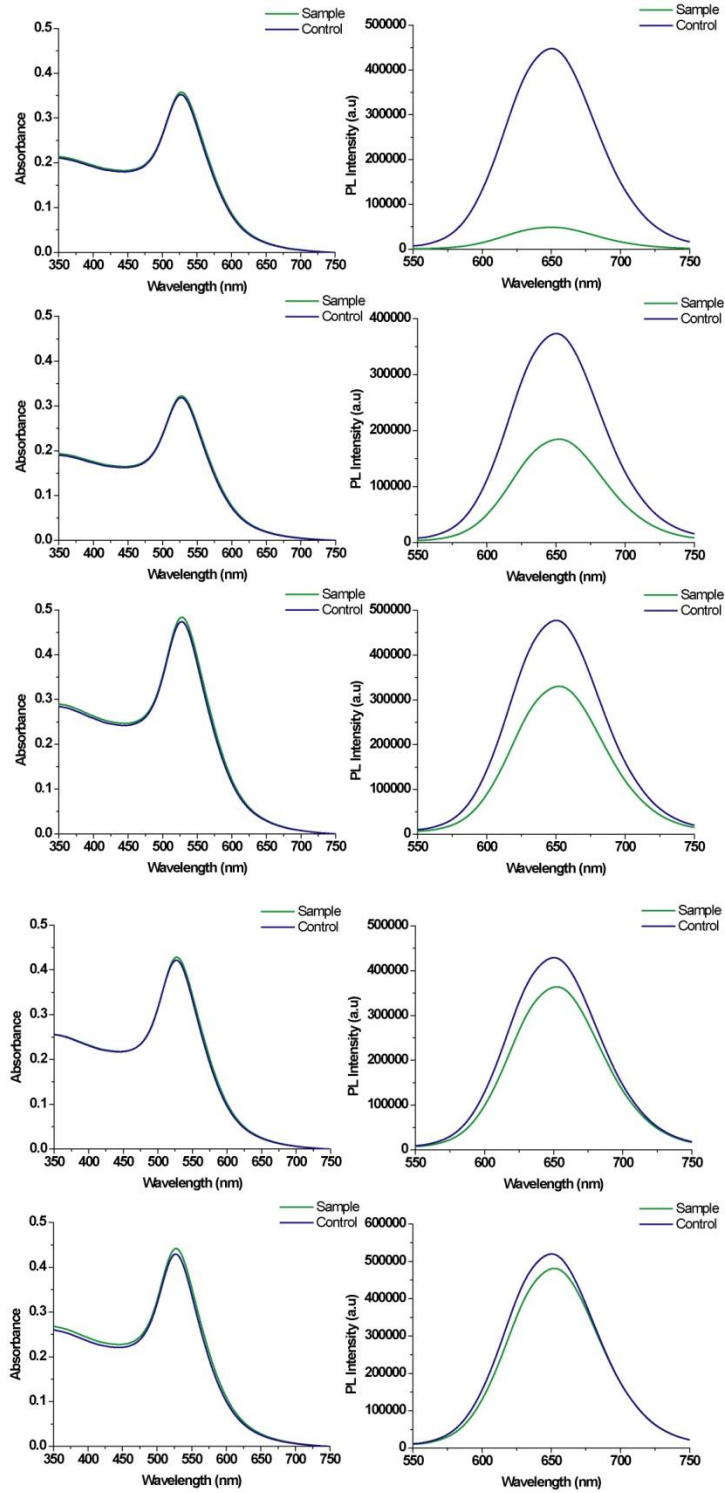 Sample
Control
0.5
0.4
0.3
0.2
0.1
0.0
Absorbance
350 400 450 500 550 600 650 700 750
Wavelength (nm)
Sample
Control
500000
450000
400000
350000
300000
250000
200000
150000
100000
50000
0
PL Intensity (a.u)
550 600 650 700 750
Wavelength (nm)
Sample
Control
0.5
0.4
0.3
0.2
0.1
0.0
Absorbance
350 400 450 500 550 600 650 700 750
Wavelength (nm)
Sample
Control
400000
300000
200000
100000
0
PL Intensity (a.u)
550 600 650 700 750
Wavelength (nm)
Sample
Control
0.5
0.4
0.3
0.2
0.1
0.0
Absorbance
350 400 450 500 550 600 650 700 750
Wavelength (nm)
Sample
Control
500000
400000
300000
200000
100000
0
PL Intensity (a.u)
550 600 650 700 750
Wavelength (nm)
Sample
Control
0.5
0.4
0.3
0.2
0.1
0.0
Absorbance
350 400 450 500 550 600 650 700 750
Wavelength (nm)
Sample
Control
500000
400000
300000
200000
100000
0
PL Intensity (a.u)
550 600 650 700 750
Wavelength (nm)
Sample
Control
0.5
0.4
0.3
0.2
0.1
0.0
Absorbance
350 400 450 500 550 600 650 700 750
Wavelength (nm)
Sample
Control
600000
500000
400000
300000
200000
100000
0
PL Intensity (a.u)
550 600 650 700 750
Wavelength (nm)